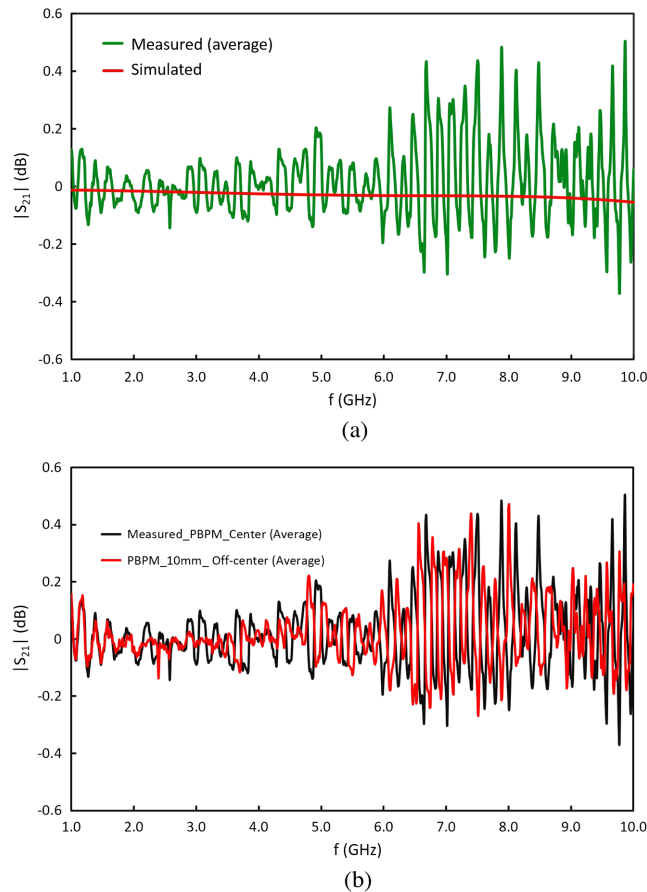 0.6
Measured (average)
Simulated
0.4
0.2
0
-0.2
-0.4
-0.6
|S21| (dB)
1.0 2.0 3.0 4.0 5.0 6.0 7.0 8.0 9.0 10.0
f (GHz)
(a)
0.6
0.4
Measured_PBPM_Center (Average)
PBPM_10mm_ Off-center (Average)
0.2
0
-0.2
-0.4
-0.6
|S21| (dB)
1.0 2.0 3.0 4.0 5.0 6.0 7.0 8.0 9.0 10.0
f (GHz)
(b)